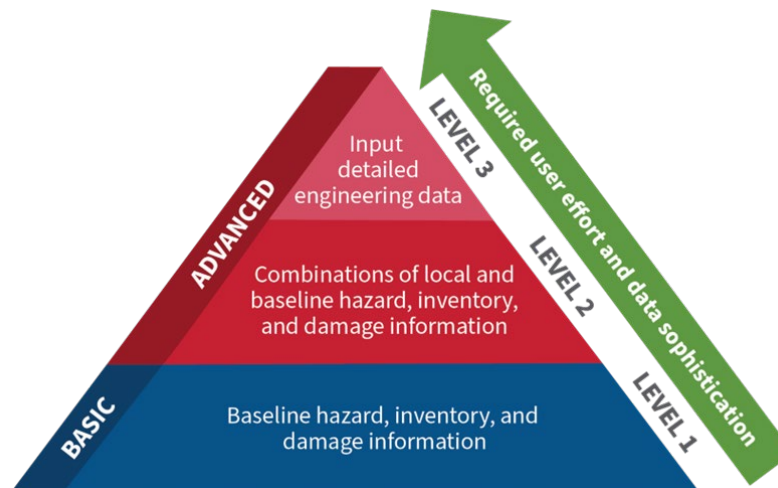 Input
detailed
engineering data
LEVEL 3
ADVANCED
Combinations of local and
baseline hazard, inventory,
and damage information
LEVEL 2
BASIC
Baseline hazard, inventory, and
damage information
LEVEL 1
Required user effort and data sophistication